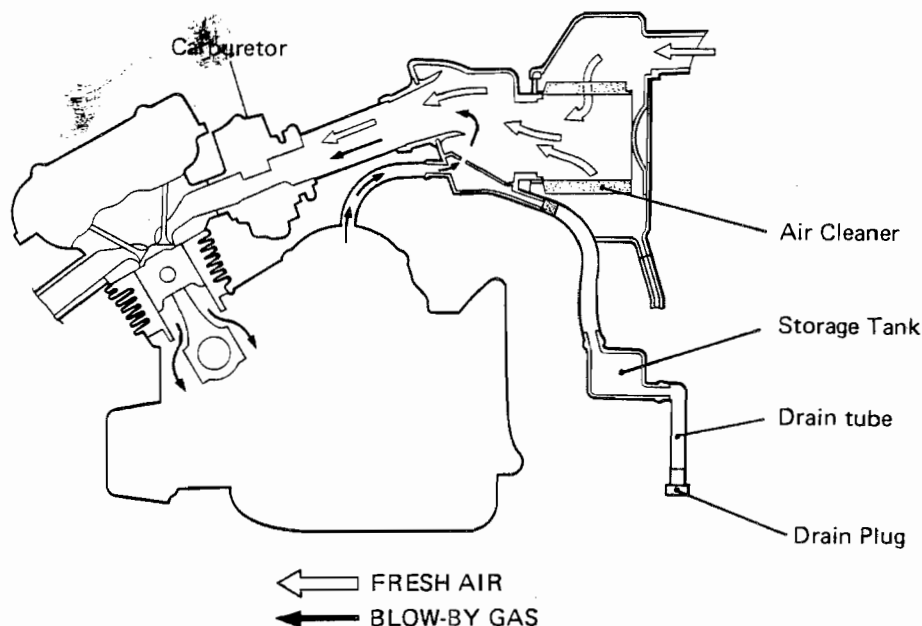 Carburetor
Air Cleaner
Storage Tank
Drain tube
Drain Plug
FRESH AIR
BLOW-BY GAS